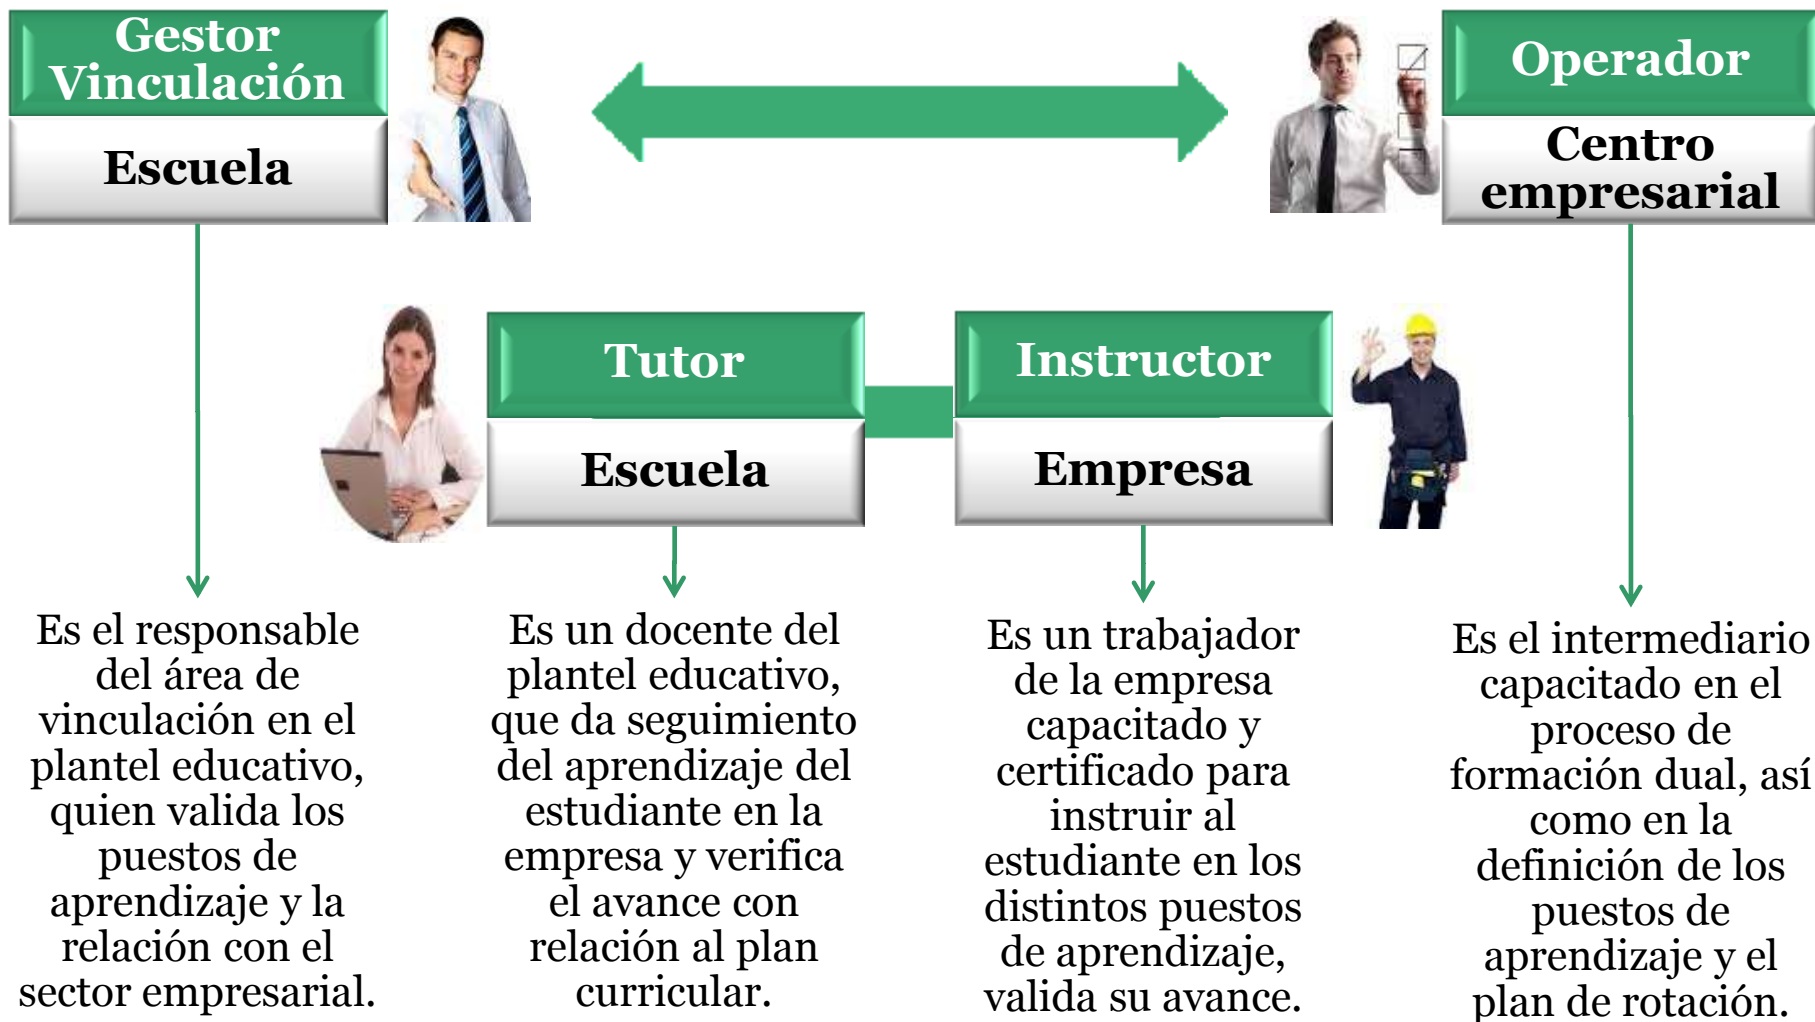 Gestor
Vinculación
Escuela
Operador
Centro
empresarial
Tutor
Escuela
Instructor
Empresa
Es el responsable
del área de
vinculación en el
plantel educativo,
quien valida los
puestos de
aprendizaje y la
relación con el
sector empresarial.
Es un docente del
plantel educativo,
que da seguimiento
del aprendizaje del
estudiante en la
empresa y verifica
el avance con
relación al plan
curricular.
Es un trabajador
de la empresa
capacitado y
certificado para
instruir al
estudiante en los
distintos puestos
de aprendizaje,
valida su avance.
Es el intermediario
capacitado en el
proceso de
formación dual, así
como en la
definición de los
puestos de
aprendizaje y el
plan de rotación.